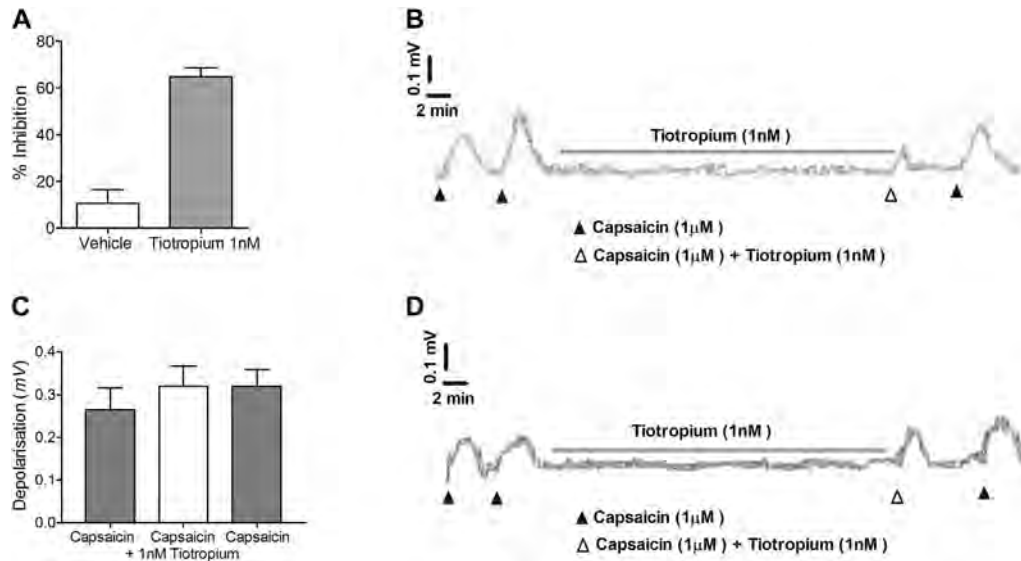 A
80
60
40
20
0
% Inhibition
Vehicle
Tiotropium 1nM
B
0.1 mV
2 min
Tiotropium (1nM )
▲ Capsaicin (1μM )
△ Capsaicin (1μM ) + Tiotropium (1nM )
C
0.4
0.3
0.2
0.1
0.0
Depolarisation (mV)
Capsaicin Capsaicin Capsaicin
+ 1nM Tiotropium
D
0.1 mV
2 min
Tiotropium (1nM )
▲ Capsaicin (1μM )
△ Capsaicin (1μM ) + Tiotropium (1nM )